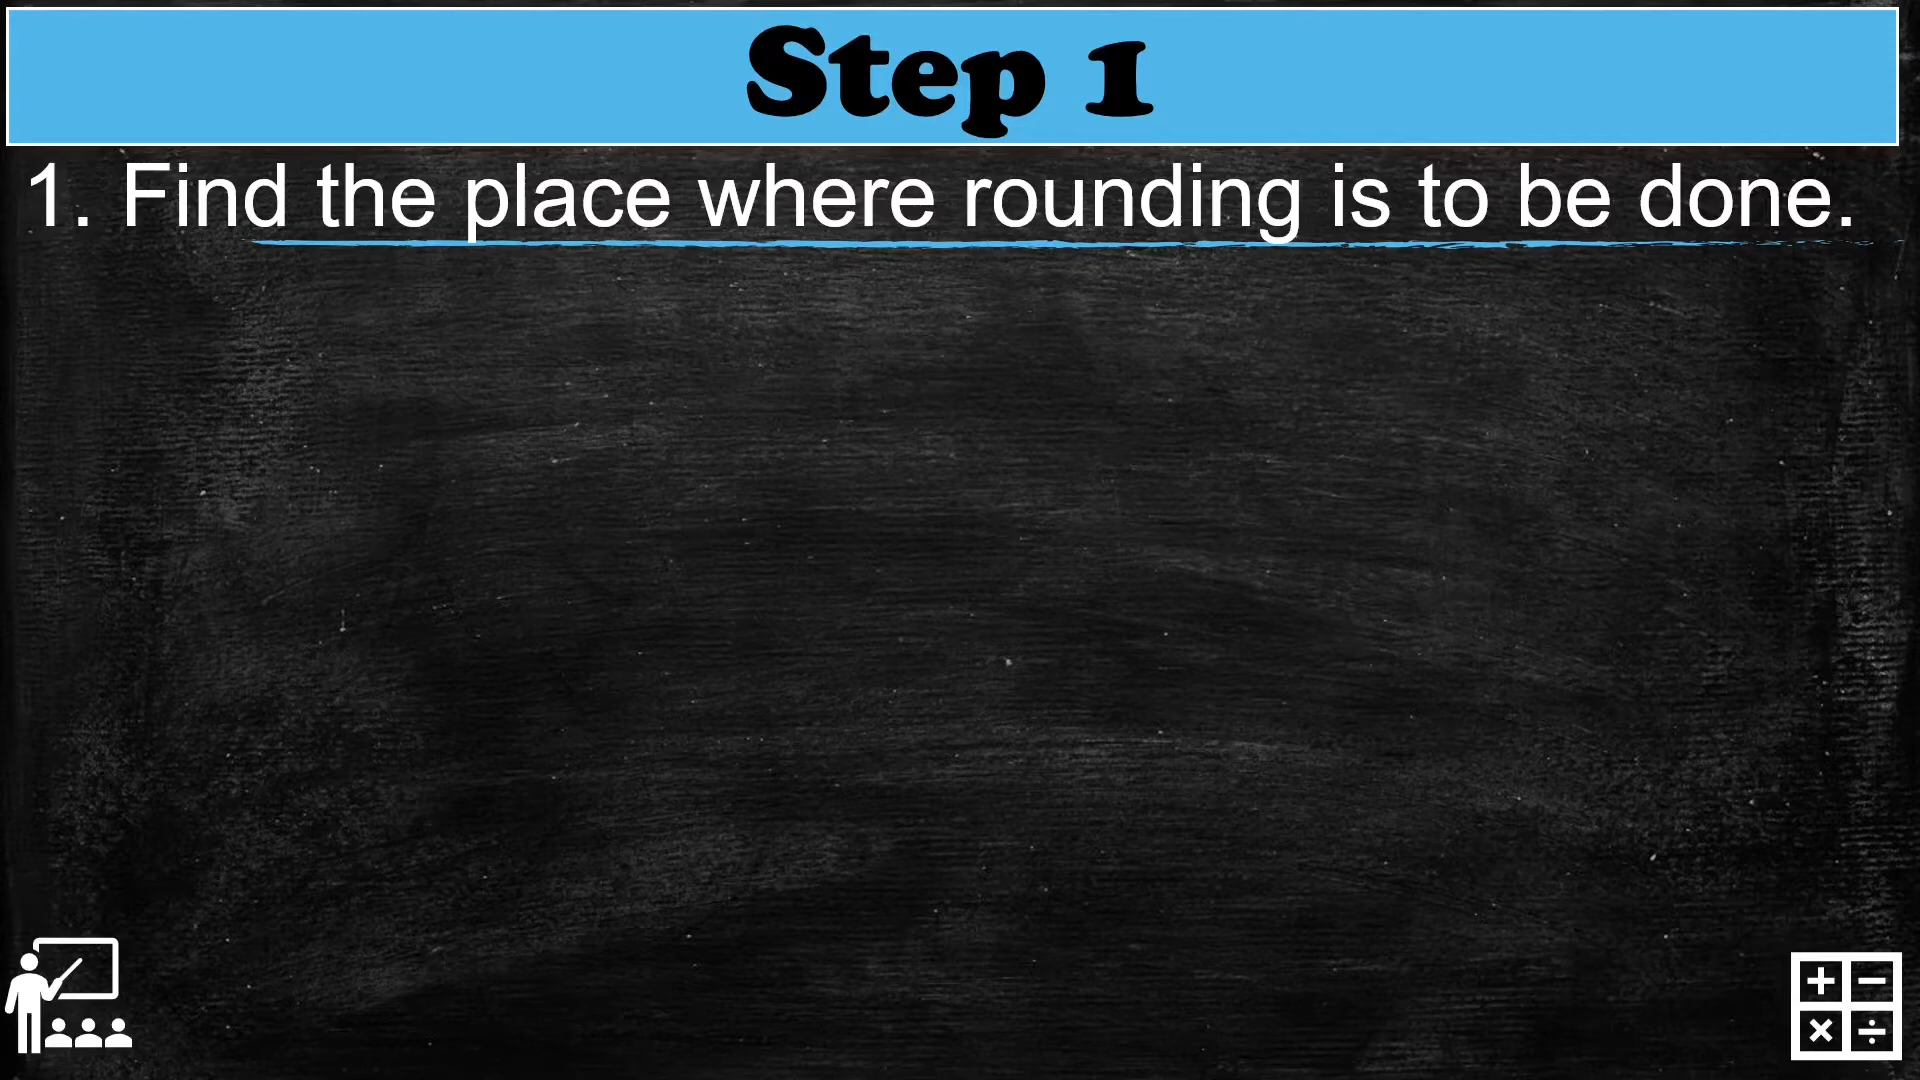 Step 1
1. Find the place where rounding is to be done.